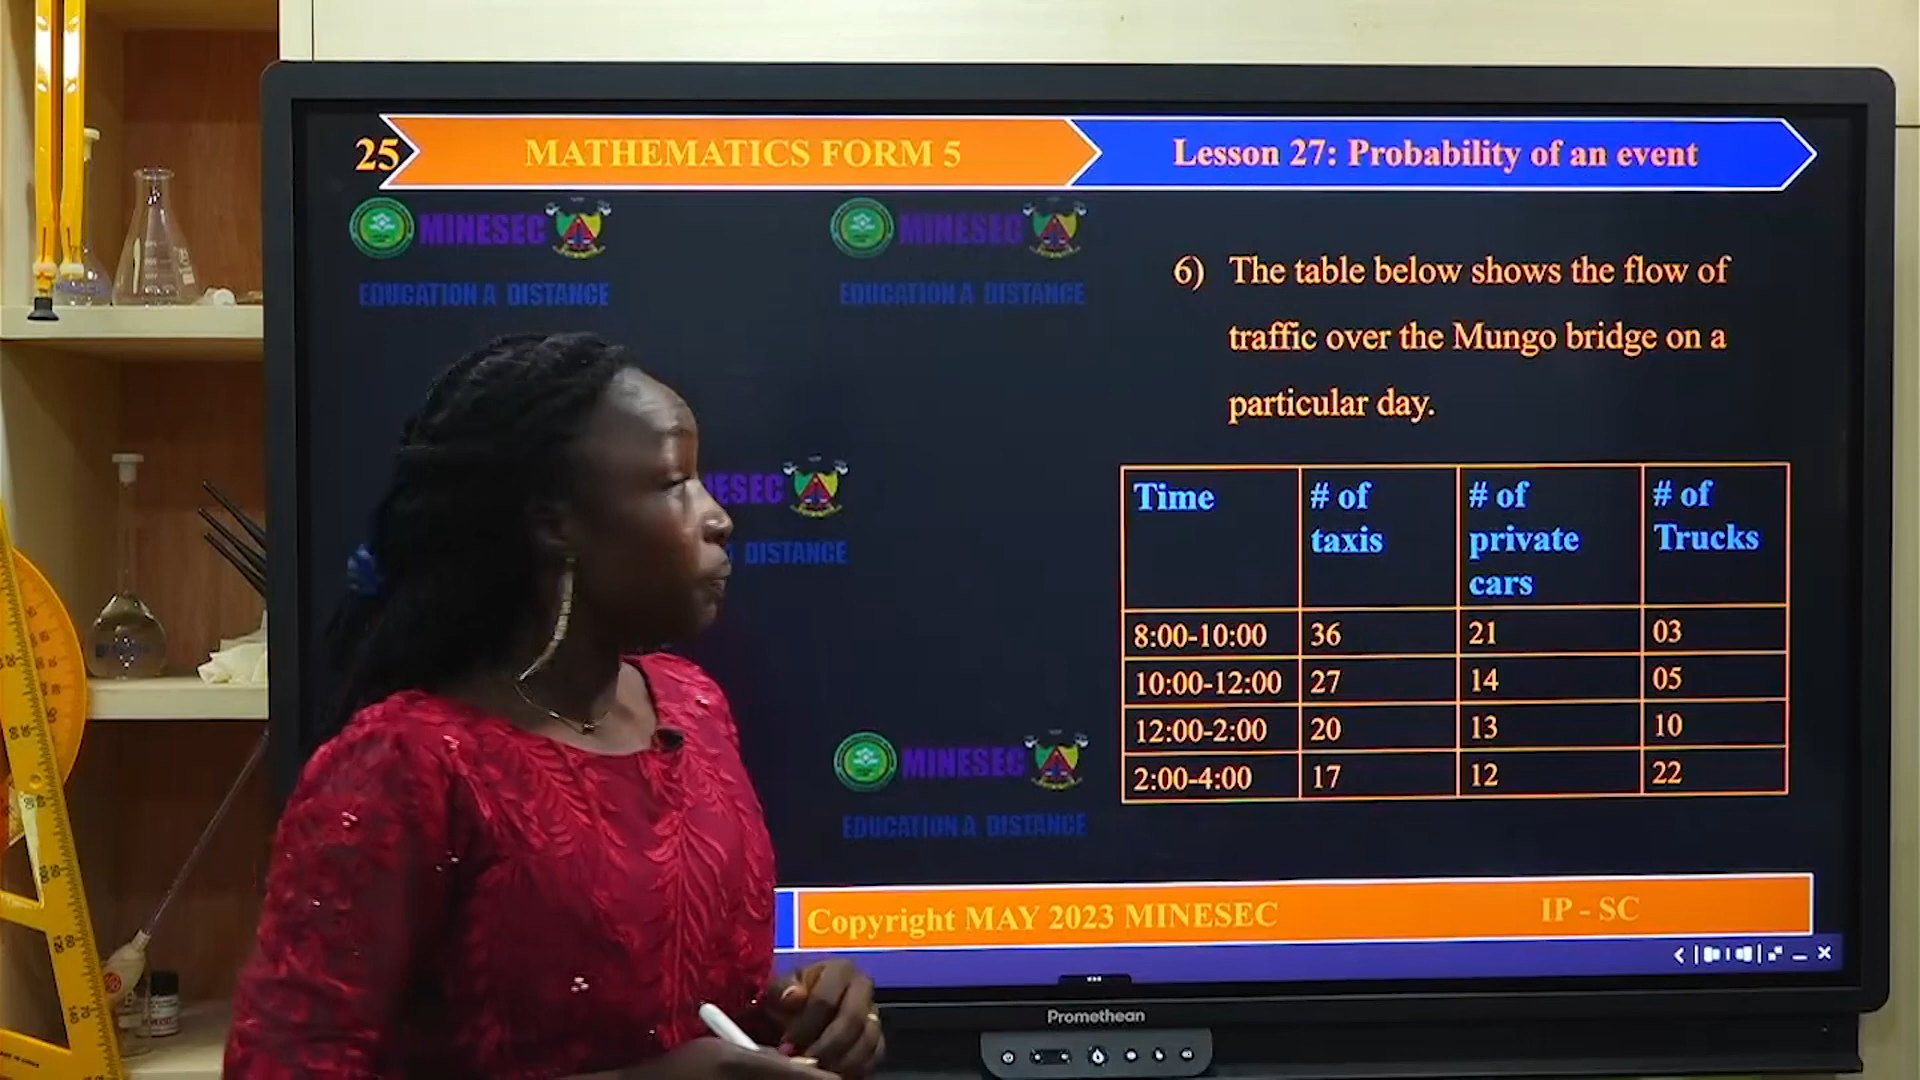 25
MATHEMATICS FORM 5
Lesson 27: Probability of an event
MINESEC
EDUCATION A DISTANCE
MINESEC
EDUCATION A DISTANCE
6) The table below shows the flow of
traffic over the Mungo bridge on a
particular day.
ESEC
DISTANCE
Time # of taxis # of private cars # of Trucks
8:00-10:00 36 21 03
10:00-12:00 27 14 05
12:00-2:00 20 13 10
2:00-4:00 17 12 22
MINESEC
EDUCATION A DISTANCE
Copyright MAY 2023 MINESEC
IP - SC
Promethean